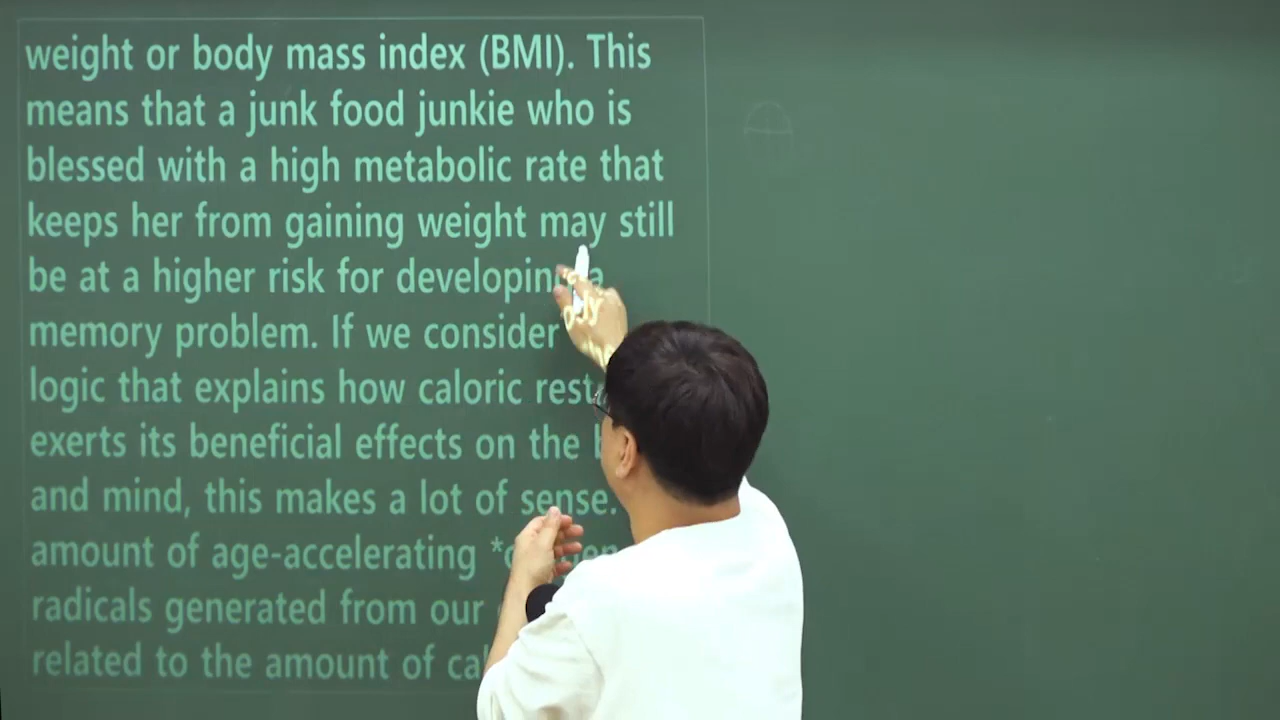 weight or body mass index (BMI). This
means that a junk food junkie who is
blessed with a high metabolic rate that
keeps her from gaining weight may still
be at a higher risk for developing a
memory problem. If we consider
logic that explains how caloric
exerts its beneficial effects on the
and mind, this makes a lot of sense.
amount of age-accelerating
radicals generated from our
related to the amount of